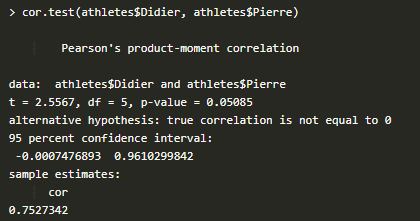 > cor.test(athletes$Didier, athletes$Pierre)
Pearson's product-moment correlation
data:  athletes$Didier and athletes$Pierre
t = 2.5567, df = 5, p-value = 0.05085
alternative hypothesis: true correlation is not equal to 0
95 percent confidence interval:
 -0.0007476893  0.9610299842
sample estimates:
cor
0.7527342